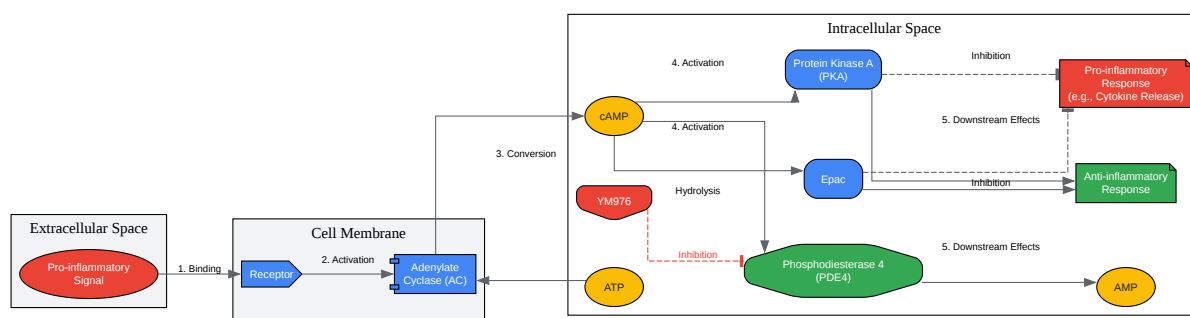 Extracellular Space
Pro-inflammatory
Signal
1. Binding
Cell Membrane
Receptor
2. Activation
Adenylate
Cyclase (AC)
3. Conversion
Intracellular Space
cAMP
4. Activation
4. Activation
Protein Kinase A
(PKA)
Inhibition
Pro-inflammatory
Response
(e.g., Cytokine Release)
5. Downstream Effects
Epac
Inhibition
Anti-inflammatory
Response
Hydrolysis
YM976
Inhibition
Phosphodiesterase 4
(PDE4)
5. Downstream Effects
ATP
AMP